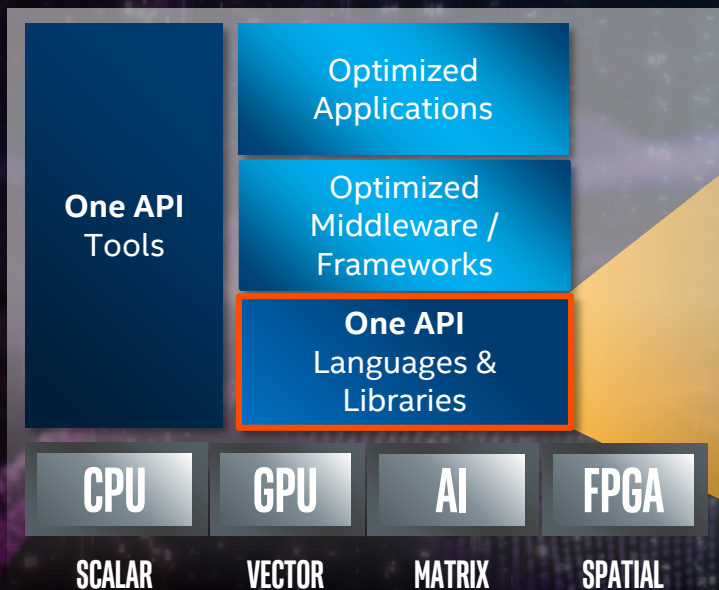 One API
Tools
Optimized
Applications
Optimized
Middleware /
Frameworks
One API
Languages &
Libraries
CPU
GPU
AI
FPGA
SCALAR
VECTOR
MATRIX
SPATIAL